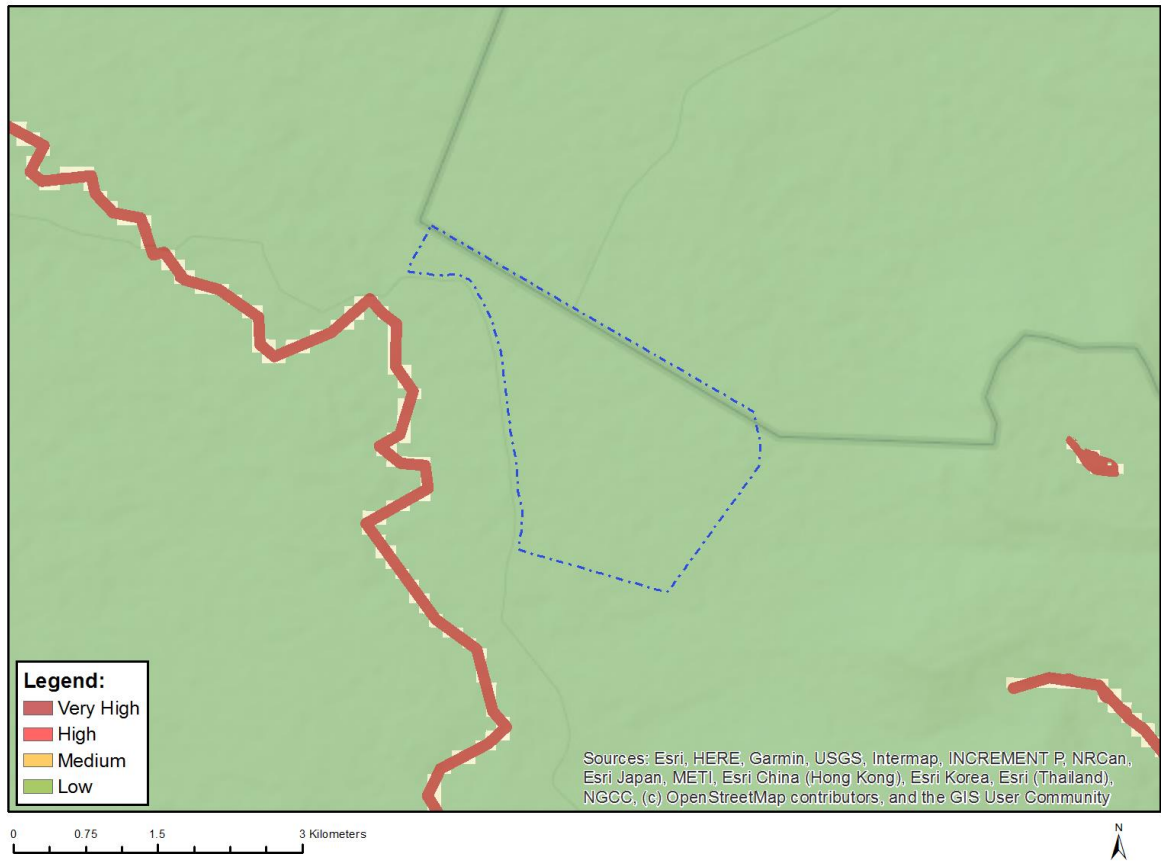 Legend:
Very High
High
Medium
Low
Sources: Esri, HERE, Garmin, USGS, Intermap, INCREMENT P, NRCan,
Esri Japan, METI, Esri China (Hong Kong), Esri Korea, Esri (Thailand),
NGCC, (c) OpenStreetMap contributors, and the GIS User Community
0 0.75 1.5 3 Kilometers
N